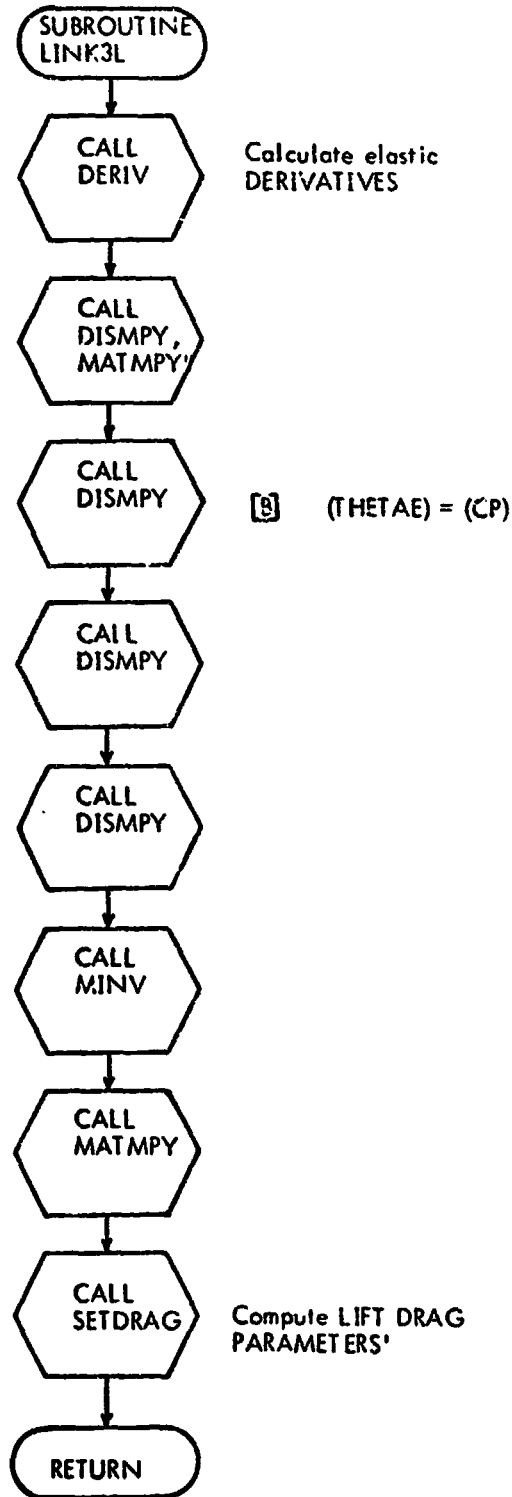 SUBROUTINE
LINK3L
CALL
DERIV
Calculate elastic
DERIVATIVES
CALL
DISMPY,
MATMPY'
CALL
DISMPY
[B] (THETAE) = (CP)
CALL
DISMPY
CALL
DISMPY
CALL
MINV
CALL
MATMPY
CALL
SETDRAG
Compute LIFT DRAG
PARAMETERS'
RETURN